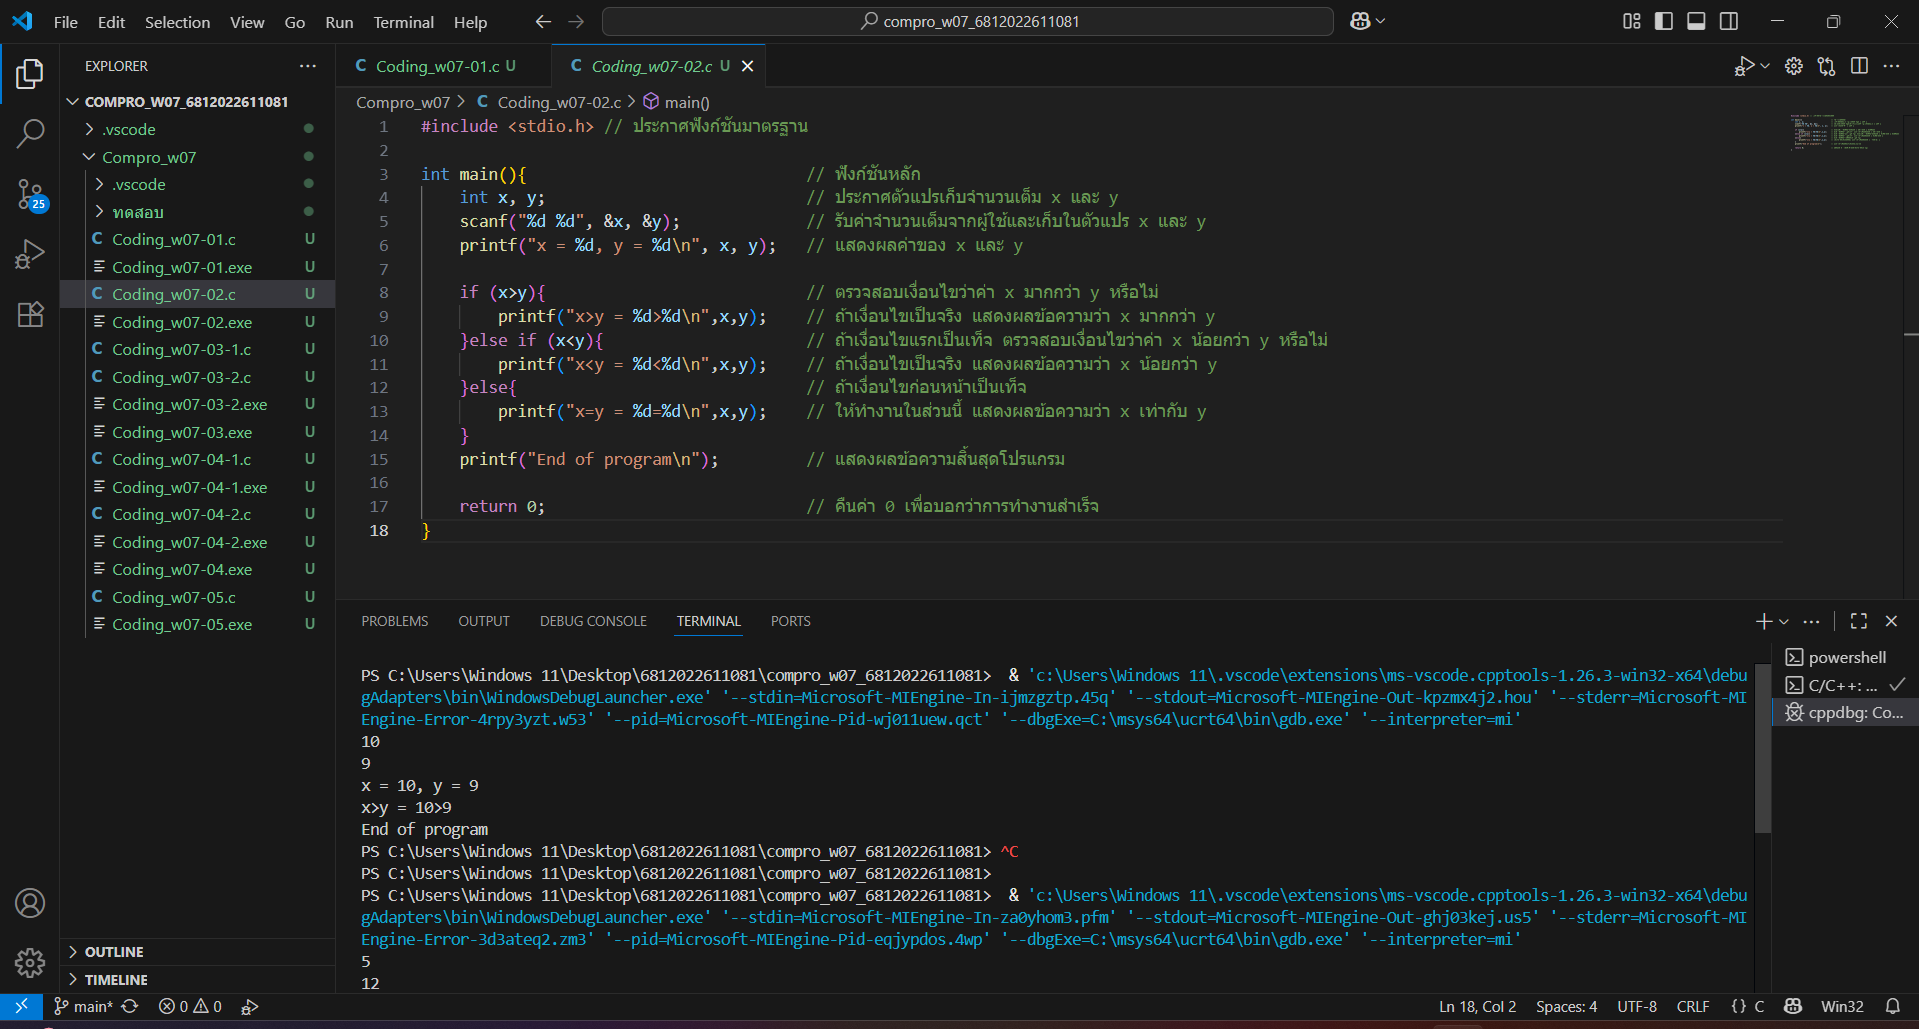 File Edit Selection View Go Run Terminal Help compro_w07_6812022611081
EXPLORER
COMPRO_W07_6812022611081
.vscode
Compro_w07
.vscode
ทดสอบ
Coding_w07-01.c U
Coding_w07-01.exe U
Coding_w07-02.c U
Coding_w07-02.exe U
Coding_w07-03-1.c U
Coding_w07-03-2.c U
Coding_w07-03-2.exe U
Coding_w07-03.exe U
Coding_w07-04-1.c U
Coding_w07-04-1.exe U
Coding_w07-04-2.c U
Coding_w07-04-2.exe U
Coding_w07-04.exe U
Coding_w07-05.c U
Coding_w07-05.exe U
OUTLINE
TIMELINE
25
C Coding_w07-01.c U C Coding_w07-02.c U
Compro_w07 > C Coding_w07-02.c > main()
1 #include <stdio.h> // ประกาศฟังก์ชันมาตรฐาน
2
3 int main(){ // ฟังก์ชันหลัก
4 int x, y; // ประกาศตัวแปรเก็บจำนวนเต็ม x และ y
5 scanf("%d %d", &x, &y); // รับค่าจำนวนเต็มจากผู้ใช้และเก็บในตัวแปร x และ y
6 printf("x = %d, y = %d\n", x, y); // แสดงผลค่าของ x และ y
7
8 if (x>y){ // ตรวจสอบเงื่อนไขว่าค่า x มากกว่า y หรือไม่
9 printf("x>y = %d>%d\n",x,y); // ถ้าเงื่อนไขเป็นจริง แสดงผลข้อความว่า x มากกว่า y
10 }else if (x<y){ // ถ้าเงื่อนไขแรกเป็นเท็จ ตรวจสอบเงื่อนไขว่าค่า x น้อยกว่า y หรือไม่
11 printf("x<y = %d<%d\n",x,y); // ถ้าเงื่อนไขเป็นจริง แสดงผลข้อความว่า x น้อยกว่า y
12 }else{ // ถ้าเงื่อนไขก่อนหน้าเป็นเท็จ
13 printf("x=y = %d=%d\n",x,y); // ให้ทำงานในส่วนนี้ แสดงผลข้อความว่า x เท่ากับ y
14 }
15 printf("End of program\n"); // แสดงผลข้อความสิ้นสุดโปรแกรม
16
17 return 0; // คืนค่า 0 เพื่อบอกว่าการทำงานสำเร็จ
18 }
PROBLEMS OUTPUT DEBUG CONSOLE TERMINAL PORTS
PS C:\Users\Windows 11\Desktop\6812022611081\compro_w07_6812022611081> & 'c:\Users\Windows 11\.vscode\extensions\ms-vscode.cpptools-1.26.3-win32-x64\debu
gAdapters\bin\WindowsDebugLauncher.exe' '--stdin=Microsoft-MIEngine-In-ijmzgztp.45q' '--stdout=Microsoft-MIEngine-Out-kpzmx4j2.hou' '--stderr=Microsoft-MI
Engine-Error-4rpy3yzt.w53' '--pid=Microsoft-MIEngine-Pid-wj011uew.qct' '--dbgExe=C:\msys64\ucrt64\bin\gdb.exe' '--interpreter=mi'
10
9
x = 10, y = 9
x>y = 10>9
End of program
PS C:\Users\Windows 11\Desktop\6812022611081\compro_w07_6812022611081> ^C
PS C:\Users\Windows 11\Desktop\6812022611081\compro_w07_6812022611081>
PS C:\Users\Windows 11\Desktop\6812022611081\compro_w07_6812022611081> & 'c:\Users\Windows 11\.vscode\extensions\ms-vscode.cpptools-1.26.3-win32-x64\debu
gAdapters\bin\WindowsDebugLauncher.exe' '--stdin=Microsoft-MIEngine-In-za0yhom3.pfm' '--stdout=Microsoft-MIEngine-Out-ghj03kej.us5' '--stderr=Microsoft-MI
Engine-Error-3d3ateq2.zm3' '--pid=Microsoft-MIEngine-Pid-eqjypdos.4wp' '--dbgExe=C:\msys64\ucrt64\bin\gdb.exe' '--interpreter=mi'
5
12
powershell
C/C++: ...
cppdbg: Co...
main* 0 0 Ln 18, Col 2 Spaces: 4 UTF-8 CRLF {} C Win32